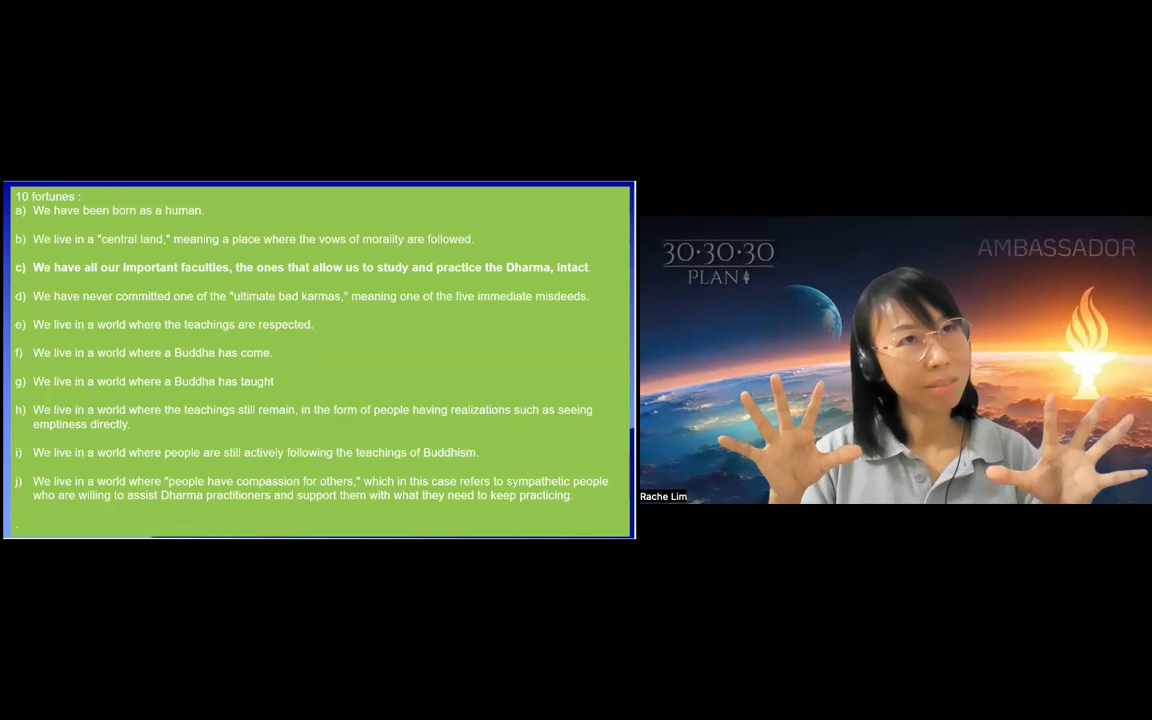 10 fortunes :
a) We have been born as a human.
b) We live in a "central land," meaning a place where the vows of morality are followed.
c) We have all our important faculties, the ones that allow us to study and practice the Dharma, intact.
d) We have never committed one of the "ultimate bad karmas," meaning one of the five immediate misdeeds.
e) We live in a world where the teachings are respected.
f) We live in a world where a Buddha has come.
g) We live in a world where a Buddha has taught
h) We live in a world where the teachings still remain, in the form of people having realizations such as seeing
emptiness directly.
i) We live in a world where people are still actively following the teachings of Buddhism.
j) We live in a world where "people have compassion for others," which in this case refers to sympathetic people
who are willing to assist Dharma practitioners and support them with what they need to keep practicing.
.
30·30·30
PLAN
AMBASSADOR
Rache Lim